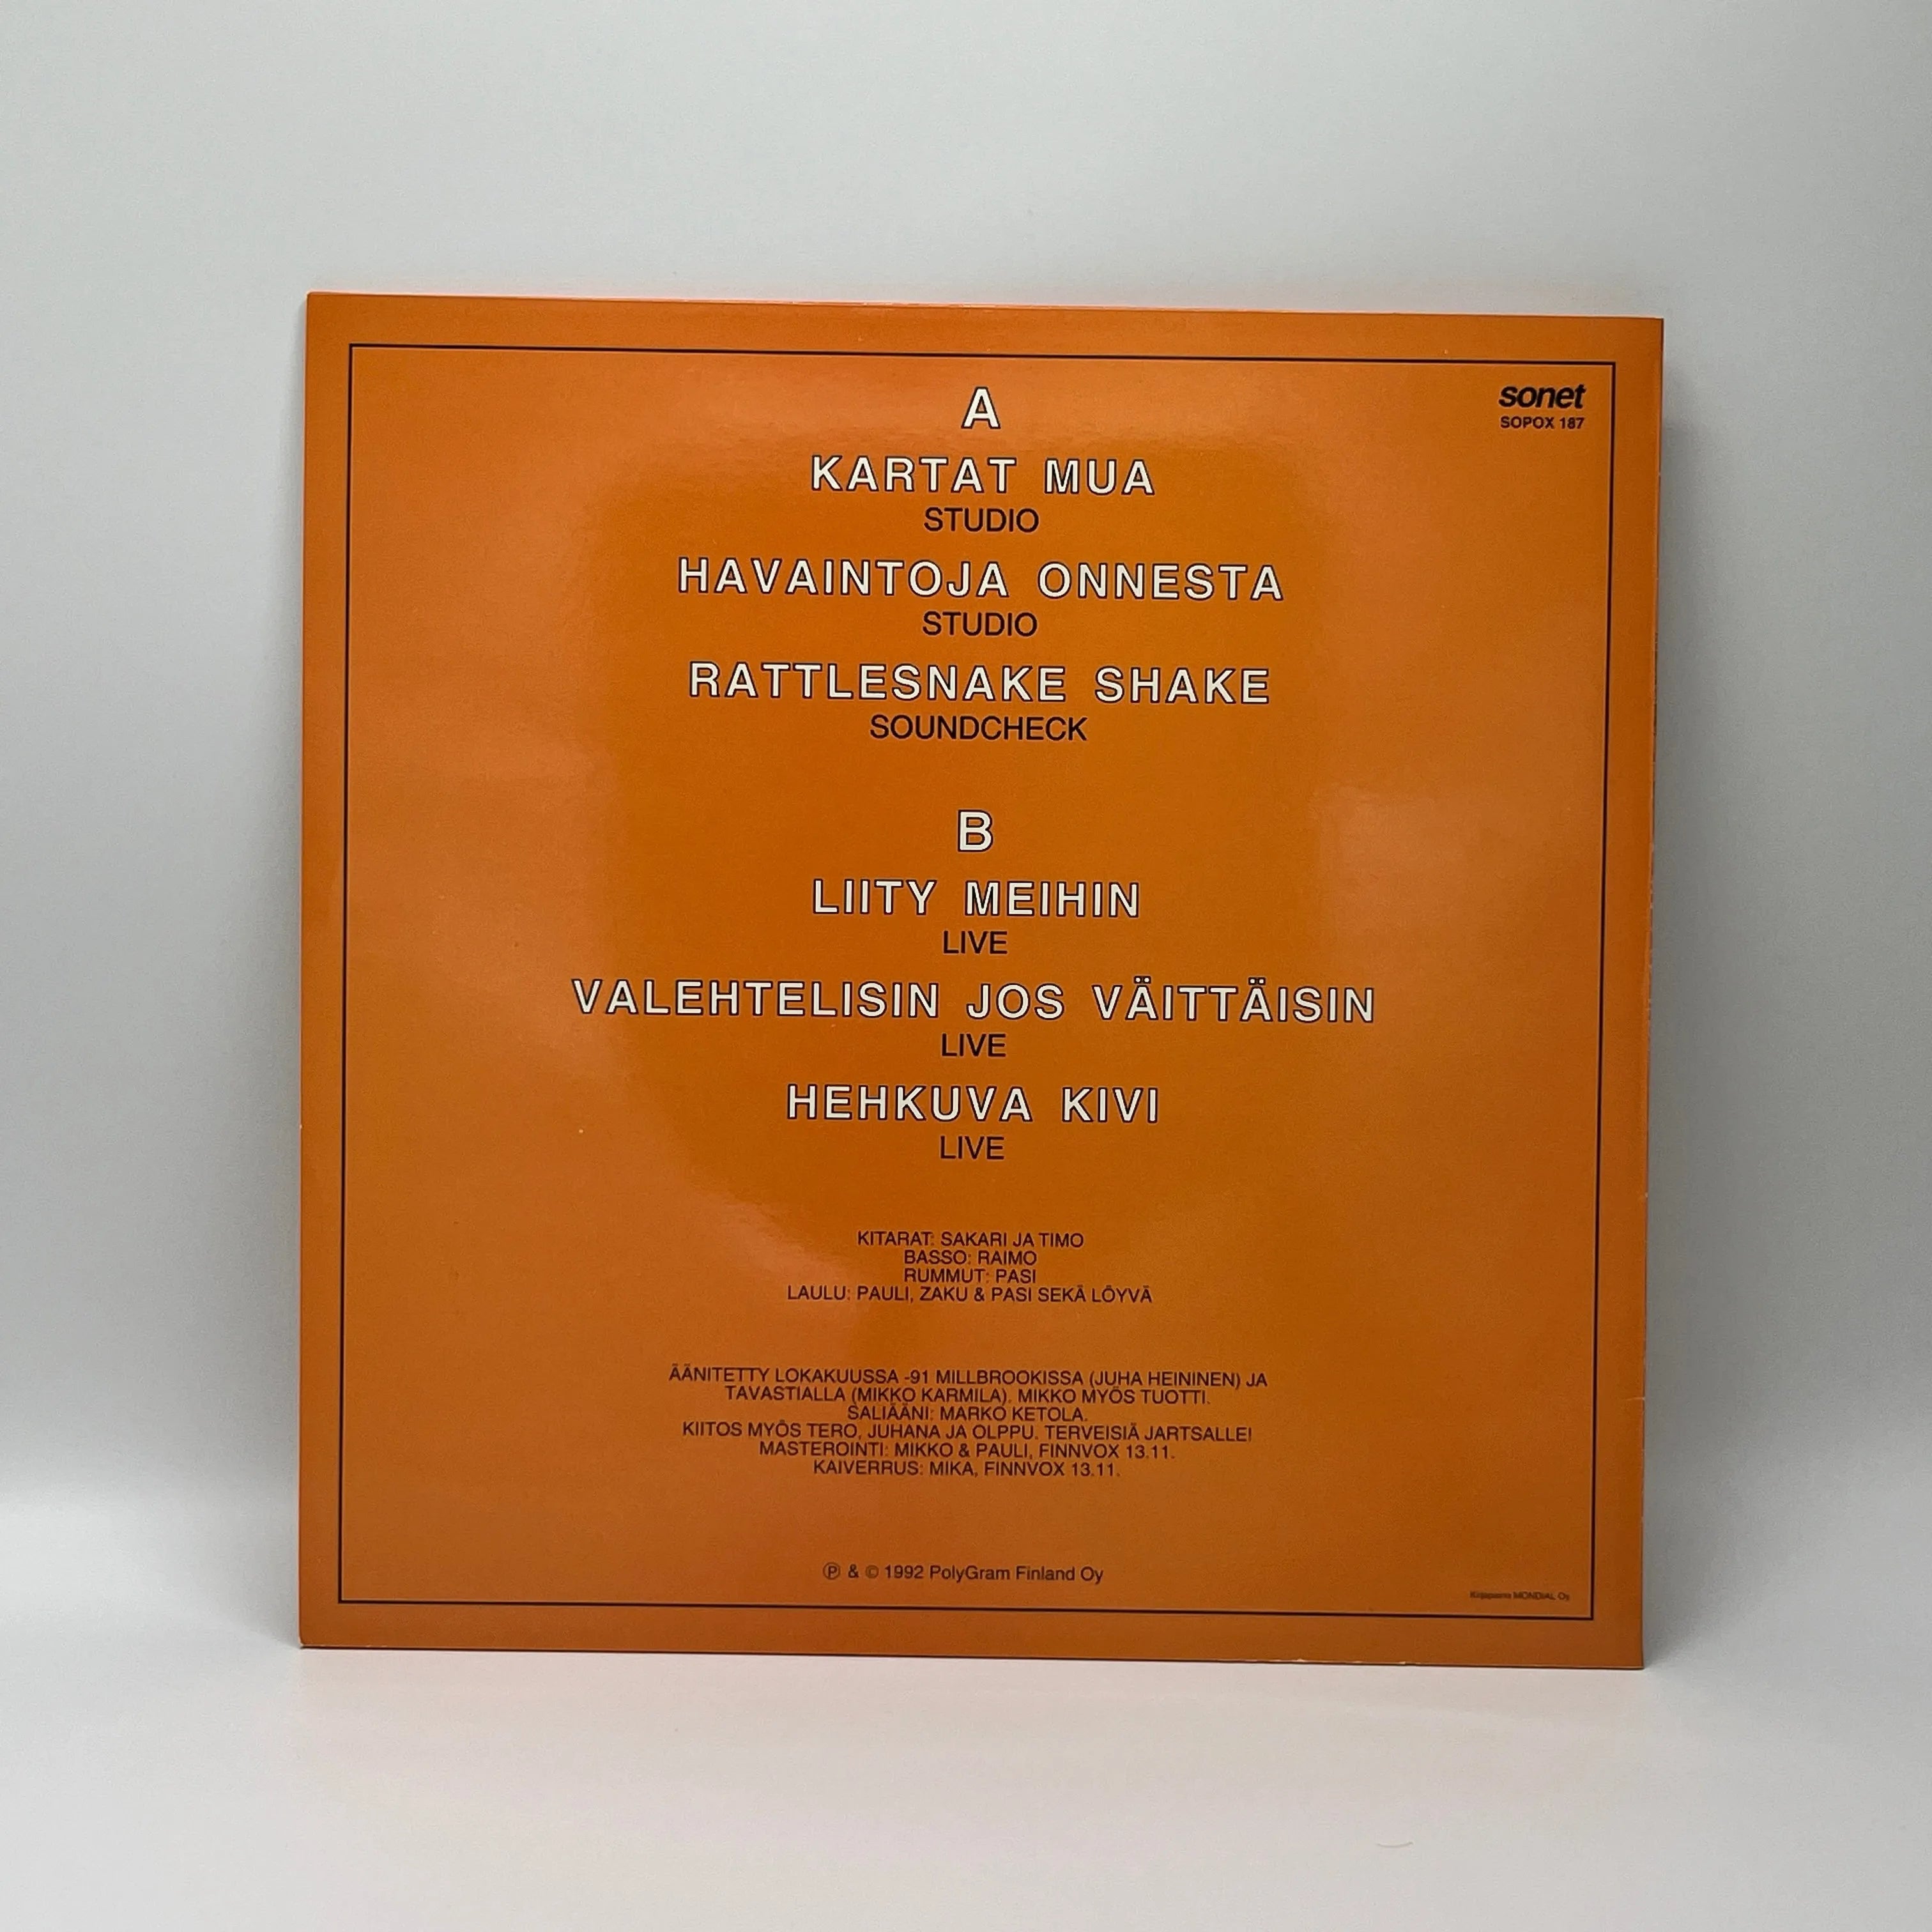 sonet
SOPOX 187
A
KARTAT MUA
STUDIO
HAVAINTOJA ONNESTA
STUDIO
RATTLESNAKE SHAKE
SOUNDCHECK
B
LIITY MEIHIN
LIVE
VALEHTELISIN JOS VÄITTÄISIN
LIVE
HEHKUVA KIVI
LIVE
KITARAT: SAKARI JA TIMO
BASSO: RAIMO
RUMMUT: PASI
LAULU: PAULI, ZAKU & PASI SEKÄ LÖYVÄ
ÄÄNITETTY LOKAKUUSSA -91 MILLBROOKISSA (JUHA HEININEN) JA
TAVASTIALLA (MIKKO KARMILA). MIKKO MYÖS TUOTTI.
SALIÄÄNI: MARKO KETOLA.
KIITOS MYÖS TERO, JUHANA JA OLPPU. TERVEISIÄ JARTSALLE!
MASTEROINTI: MIKKO & PAULI, FINNVOX 13.11.
KAIVERRUS: MIKA, FINNVOX 13.11.
℗ & © 1992 PolyGram Finland Oy
Kirjapaino MONDIAL Oy